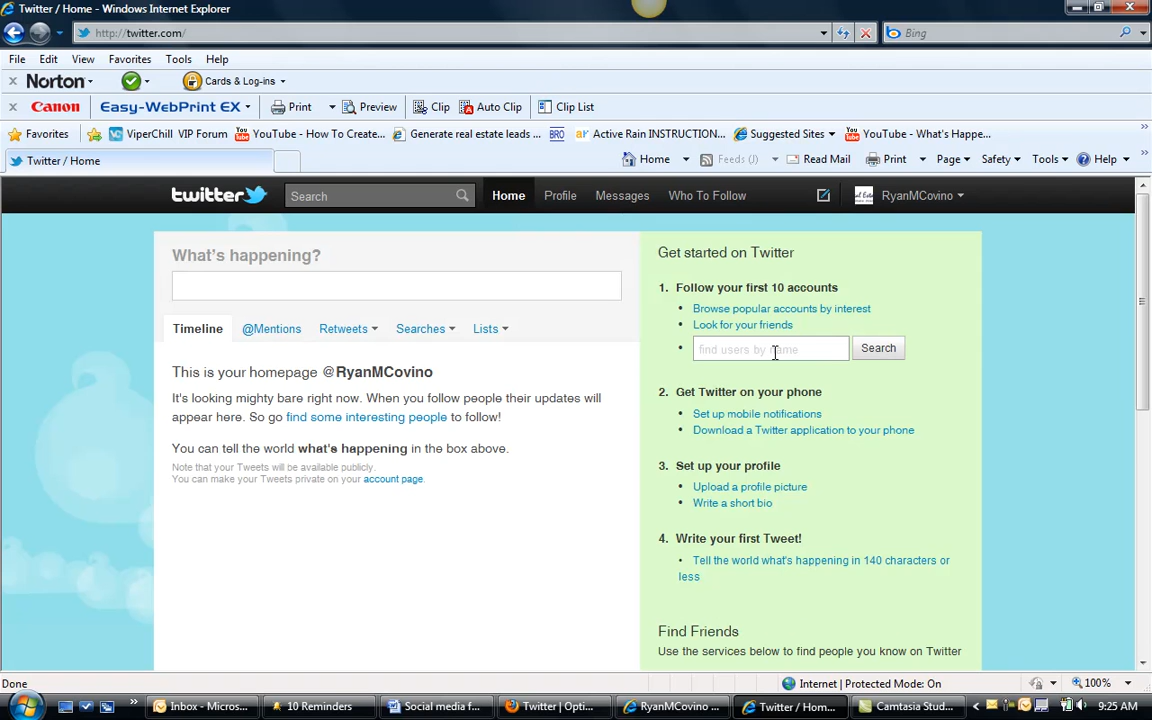 Twitter / Home - Windows Internet Explorer
http://twitter.com/
Bing
File Edit View Favorites Tools Help
Norton Cards & Log-ins
Canon Easy-WebPrint EX Print Preview Clip Auto Clip Clip List
Favorites ViperChill VIP Forum YouTube - How To Create... Generate real estate leads ... BRO Active Rain INSTRUCTION... Suggested Sites YouTube - What's Happe...
Twitter / Home
Home Feeds (J) Read Mail Print Page Safety Tools Help
twitter Search Home Profile Messages Who To Follow RyanMCovino
What's happening?
Timeline @Mentions Retweets Searches Lists
This is your homepage @RyanMCovino
It's looking mighty bare right now. When you follow people their updates will
appear here. So go find some interesting people to follow!
You can tell the world what's happening in the box above.
Note that your Tweets will be available publicly.
You can make your Tweets private on your account page.
Get started on Twitter
1. Follow your first 10 accounts
• Browse popular accounts by interest
• Look for your friends
• find users by name Search
2. Get Twitter on your phone
• Set up mobile notifications
• Download a Twitter application to your phone
3. Set up your profile
• Upload a profile picture
• Write a short bio
4. Write your first Tweet!
• Tell the world what's happening in 140 characters or
less
Find Friends
Use the services below to find people you know on Twitter
Done Internet | Protected Mode: On 100%
Inbox - Micros... 10 Reminders Social media f... Twitter | Opti... RyanMCovino ... Twitter / Hom... Camtasia Stud... 9:25 AM